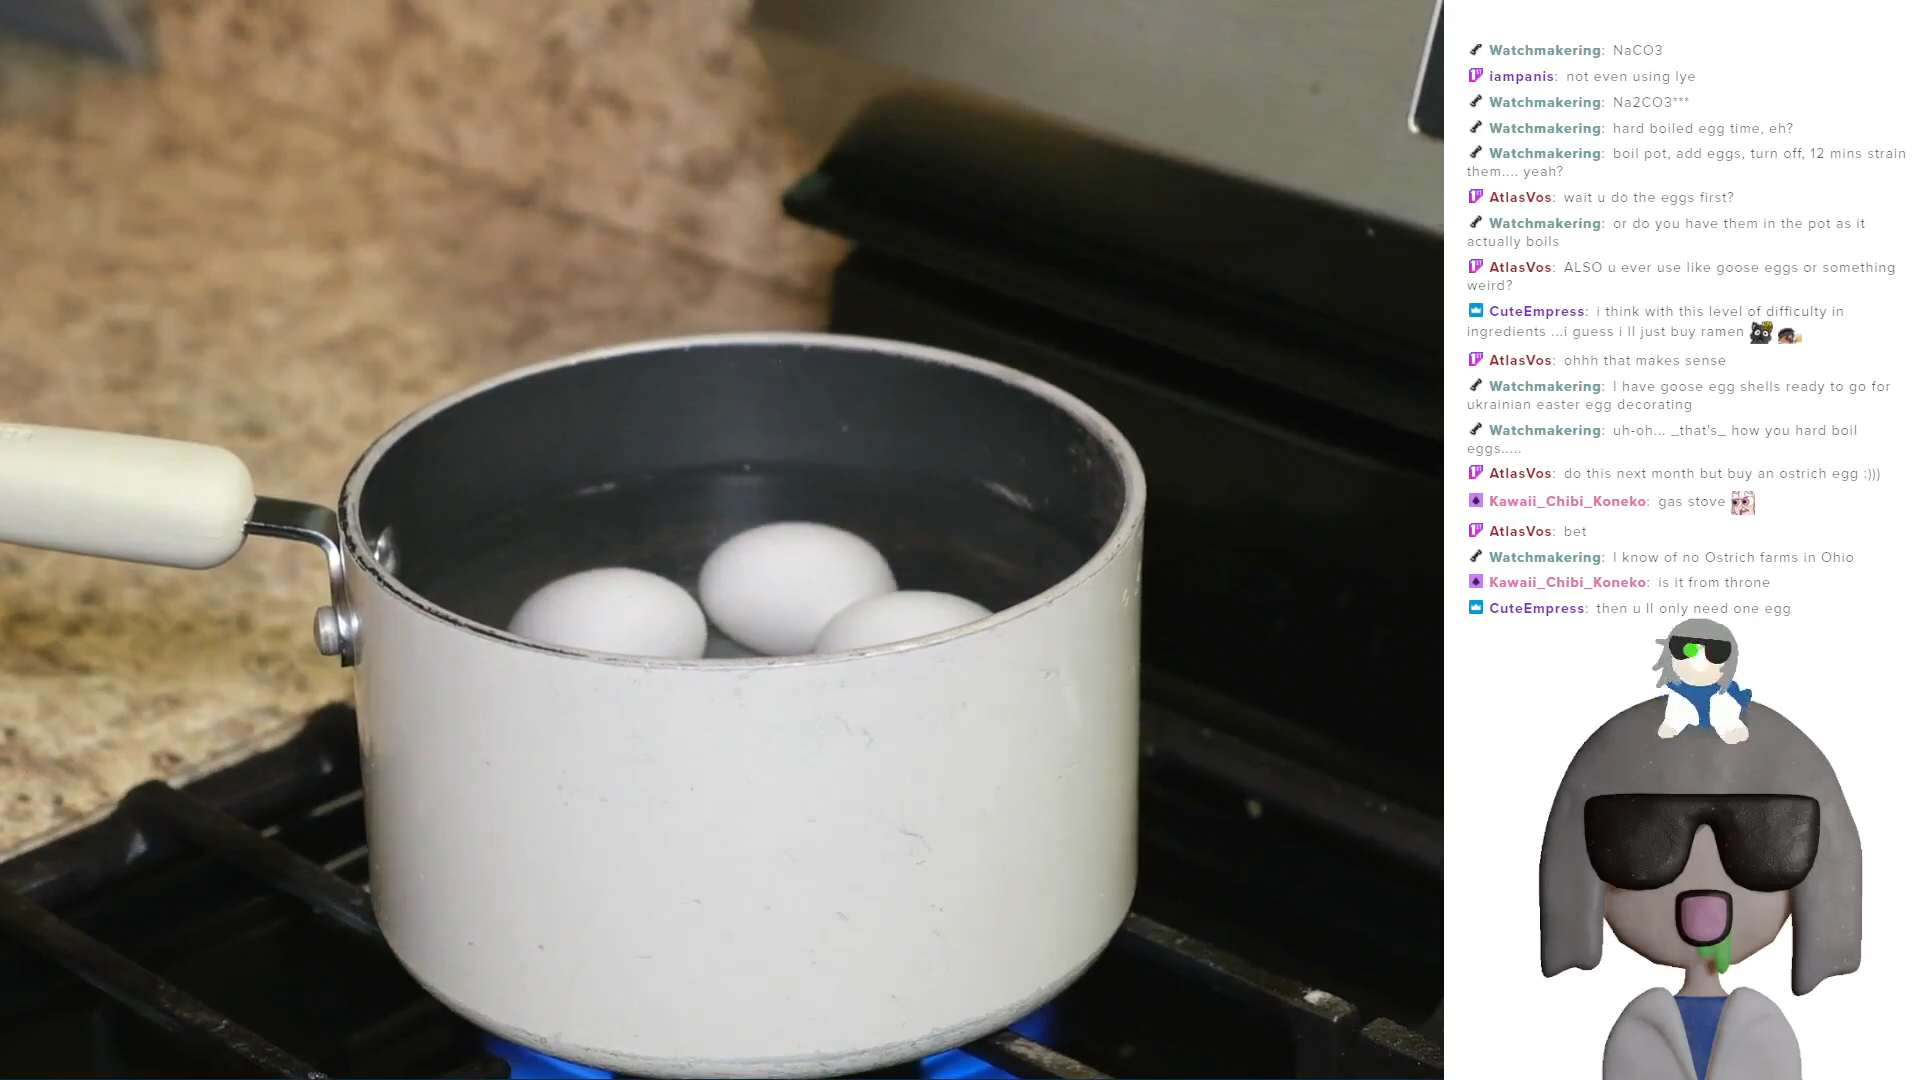 Watchmakering: NaCO3
iampanis: not even using lye
Watchmakering: Na2CO3***
Watchmakering: hard boiled egg time, eh?
Watchmakering: boil pot, add eggs, turn off, 12 mins strain
them.... yeah?
AtlasVos: wait u do the eggs first?
Watchmakering: or do you have them in the pot as it
actually boils
AtlasVos: ALSO u ever use like goose eggs or something
weird?
CuteEmpress: i think with this level of difficulty in
ingredients ...i guess i ll just buy ramen
AtlasVos: ohhh that makes sense
Watchmakering: I have goose egg shells ready to go for
ukrainian easter egg decorating
Watchmakering: uh-oh... _that's_ how you hard boil
eggs.....
AtlasVos: do this next month but buy an ostrich egg :)))
Kawaii_Chibi_Koneko: gas stove
AtlasVos: bet
Watchmakering: I know of no Ostrich farms in Ohio
Kawaii_Chibi_Koneko: is it from throne
CuteEmpress: then u ll only need one egg